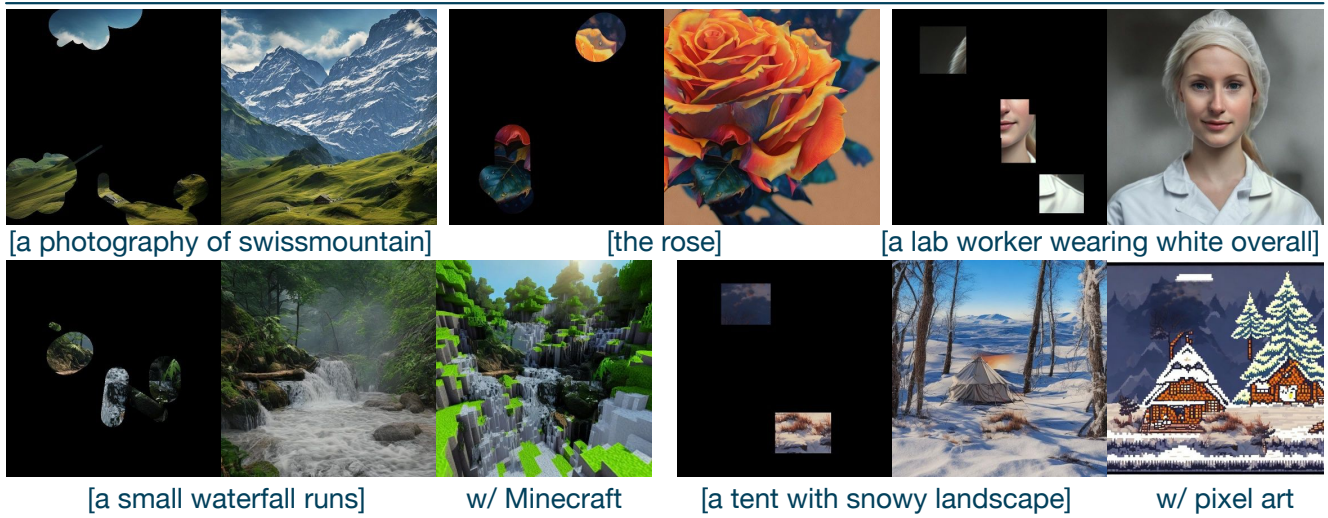 [a photography of swissmountain]
[the rose]
[a lab worker wearing white overall]
[a small waterfall runs]
w/ Minecraft
[a tent with snowy landscape]
w/ pixel art